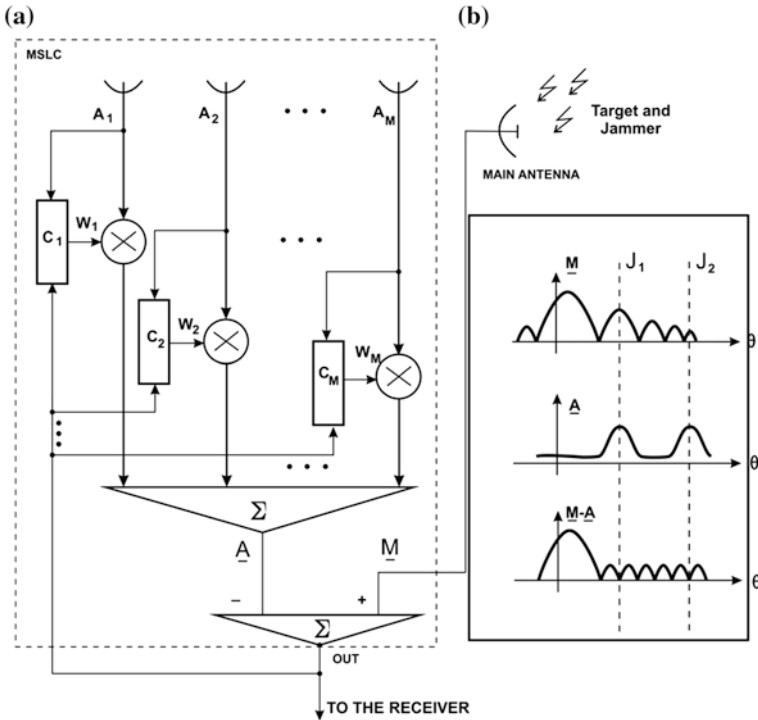 (a)
MSLC
A1
A2
• • •
AM
C1
W1
• • •
C2
W2
CM
WM
• • •
Σ
A
M
–
+
Σ
OUT
TO THE RECEIVER
(b)
Target and
Jammer
MAIN ANTENNA
M
J1
J2
θ
A
θ
M-A
θ